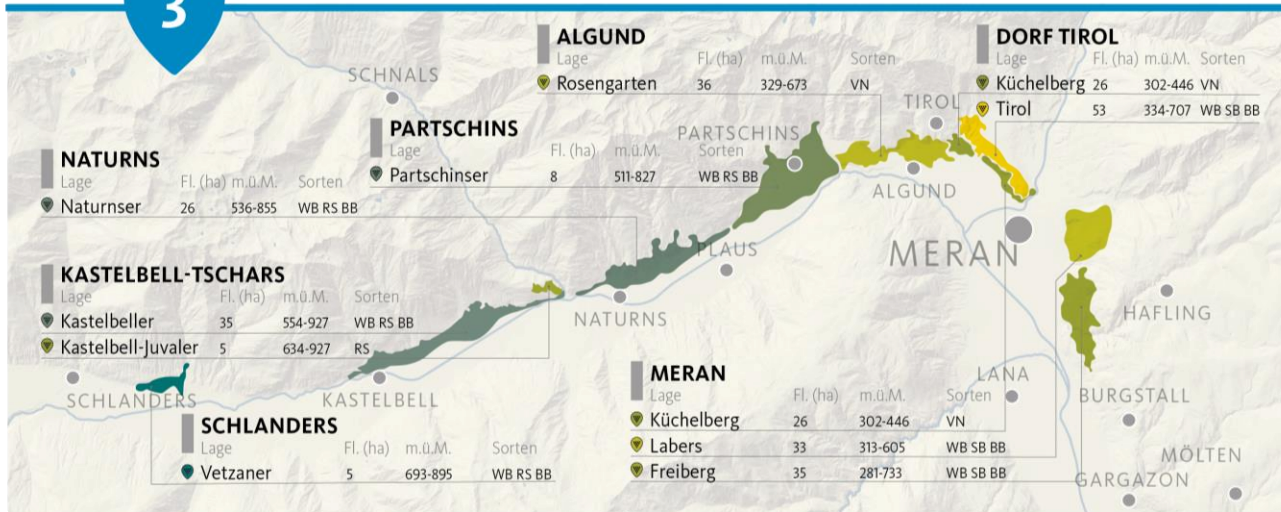 3
ALGUND
Lage Fl. (ha) m.ü.M. Sorten
Rosengarten 36 329-673 VN
DORF TIROL
Lage Fl. (ha) m.ü.M. Sorten
Küchelberg 26 302-446 VN
Tirol 53 334-707 WB SB BB
SCHNALS
TIROL
PARTSCHINS
Lage Fl. (ha) m.ü.M. Sorten
Partschinser 8 511-827 WB RS BB
PARTSCHINS
NATURNS
Lage Fl. (ha) m.ü.M. Sorten
Naturnser 26 536-855 WB RS BB
ALGUND
PLAUS
MERAN
KASTELBELL-TSCHARS
Lage Fl. (ha) m.ü.M. Sorten
Kastelbeller 35 554-927 WB RS BB
Kastelbell-Juvaler 5 634-927 RS
NATURNS
HAFLING
SCHLANDERS
KASTELBELL
LANA
BURGSTALL
SCHLANDERS
Lage Fl. (ha) m.ü.M. Sorten
Vetzaner 5 693-895 WB RS BB
MERAN
Lage Fl. (ha) m.ü.M. Sorten
Küchelberg 26 302-446 VN
Labers 33 313-605 WB SB BB
Freiberg 35 281-733 WB SB BB
MÖLTEN
GARGAZON